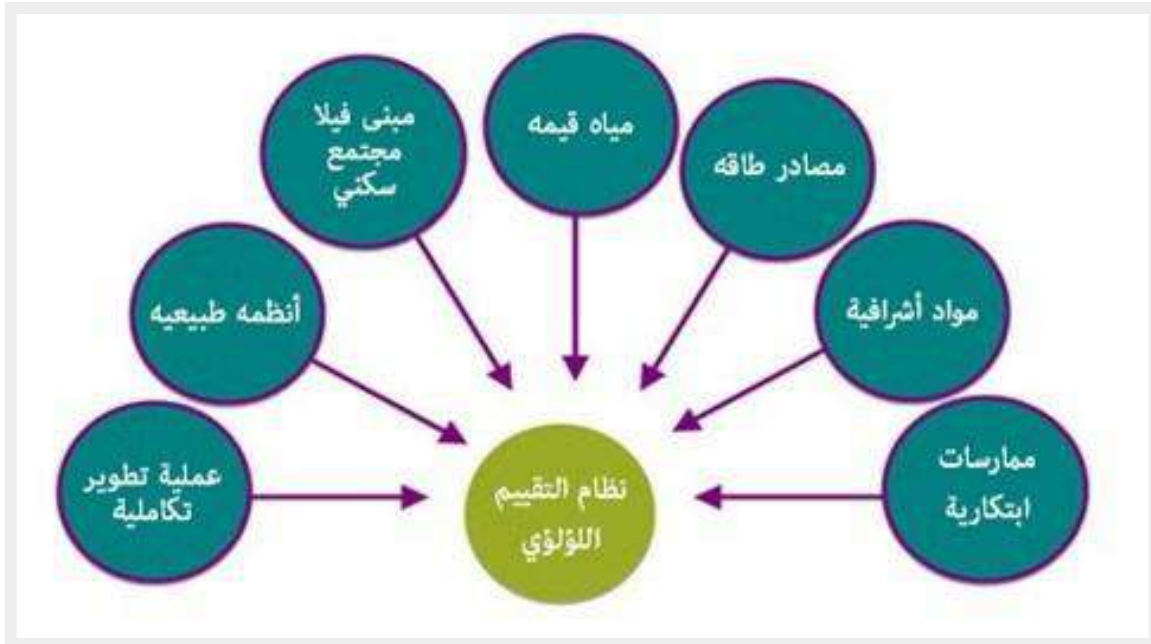 مياه قيمه
مبنى فيلا
مجتمع
سكني
مصادر طاقه
أنظمه طبيعيه
مواد أشرافية
عملية تطوير
تكاملية
نظام التقييم
اللؤلؤي
ممارسات
ابتكارية